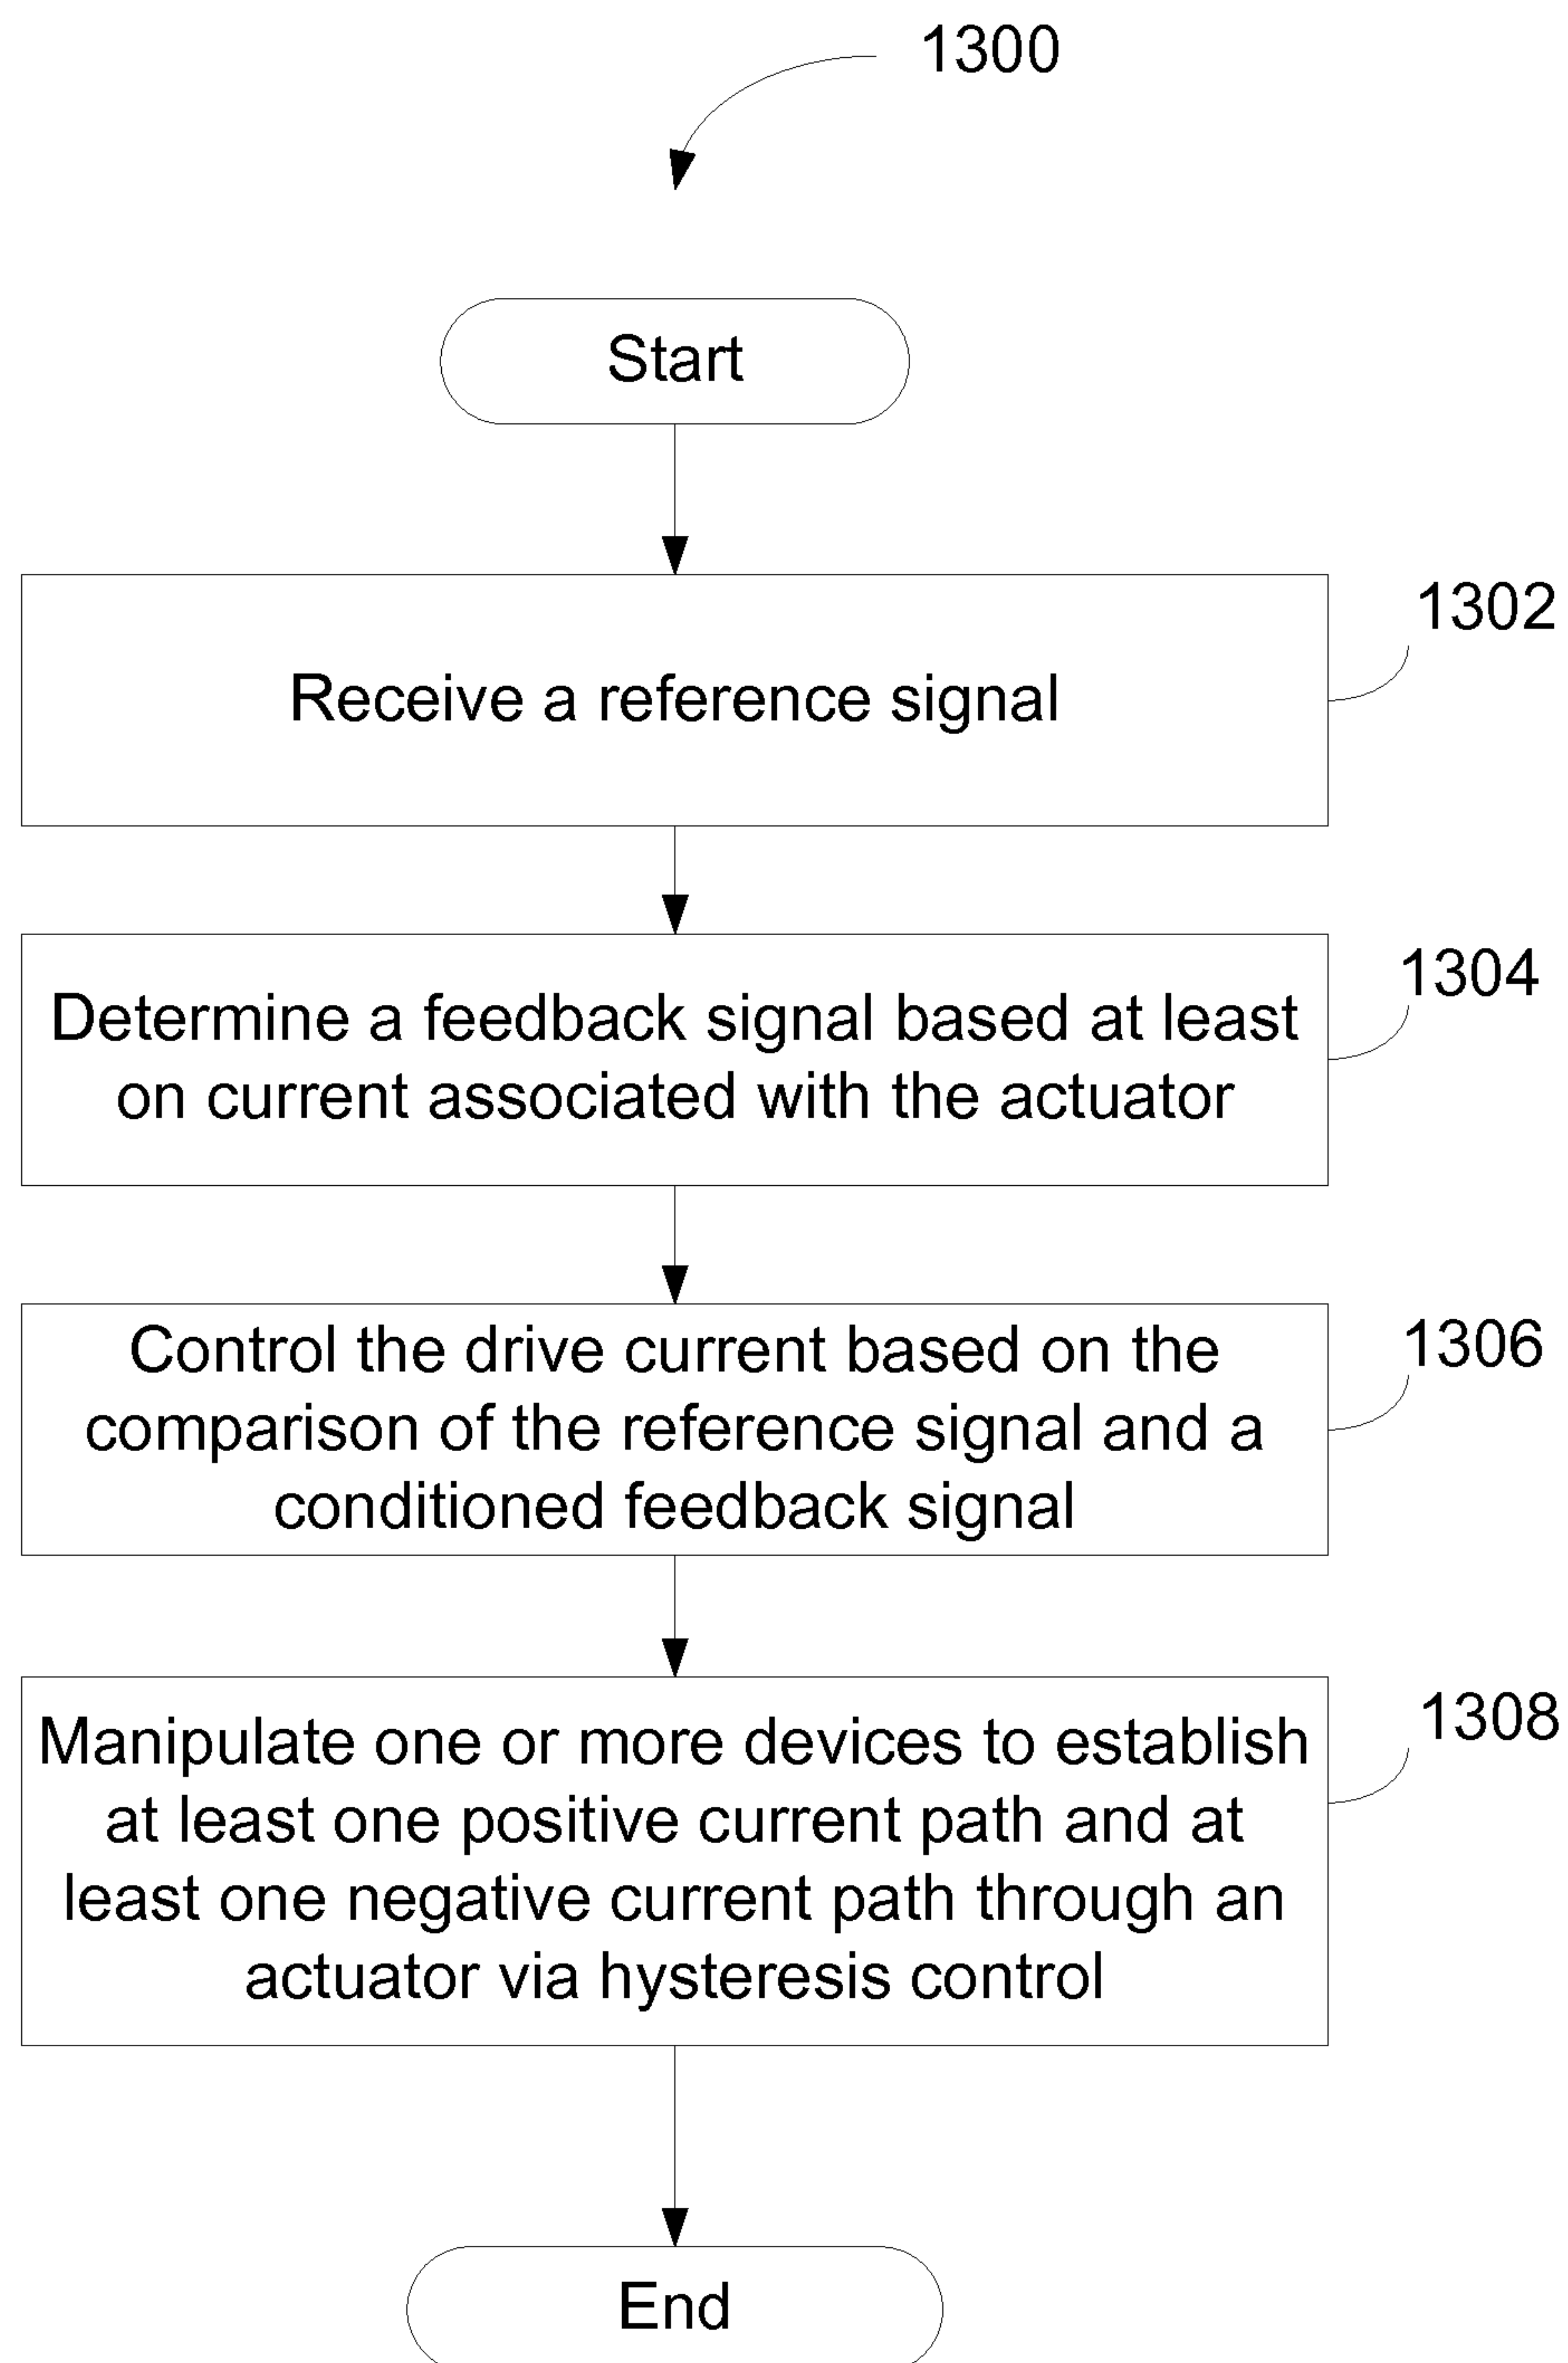 1300
Start
1302
Receive a reference signal
1304
Determine a feedback signal based at least
on current associated with the actuator
1306
Control the drive current based on the
comparison of the reference signal and a
conditioned feedback signal
1308
Manipulate one or more devices to establish
at least one positive current path and at
least one negative current path through an
actuator via hysteresis control
End